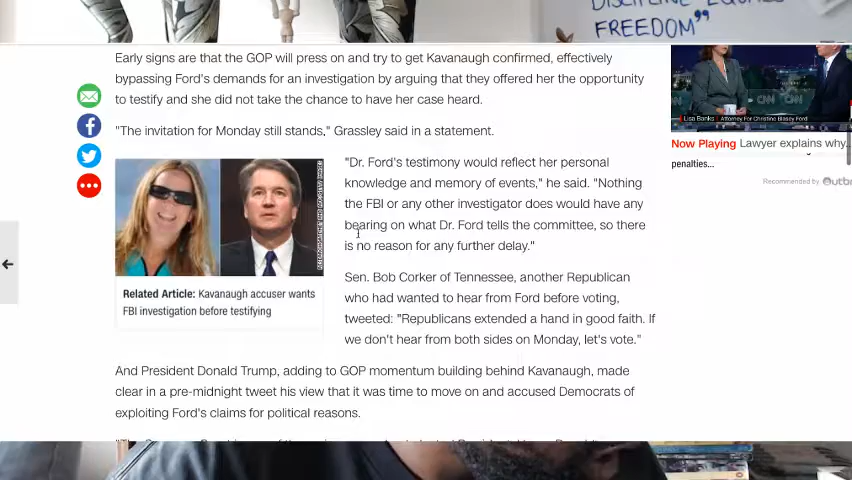 FREEDOM”
Early signs are that the GOP will press on and try to get Kavanaugh confirmed, effectively
bypassing Ford's demands for an investigation by arguing that they offered her the opportunity
to testify and she did not take the chance to have her case heard.
"The invitation for Monday still stands," Grassley said in a statement.
"Dr. Ford's testimony would reflect her personal
knowledge and memory of events," he said. "Nothing
the FBI or any other investigator does would have any
bearing on what Dr. Ford tells the committee, so there
is no reason for any further delay."
Related Article: Kavanaugh accuser wants
FBI investigation before testifying
Sen. Bob Corker of Tennessee, another Republican
who had wanted to hear from Ford before voting,
tweeted: "Republicans extended a hand in good faith. If
we don't hear from both sides on Monday, let's vote."
And President Donald Trump, adding to GOP momentum building behind Kavanaugh, made
clear in a pre-midnight tweet his view that it was time to move on and accused Democrats of
exploiting Ford's claims for political reasons.
CNN CNN
Lisa Banks Attorney For Christine Blasey Ford
Now Playing Lawyer explains why...
penalties...
Recommended by